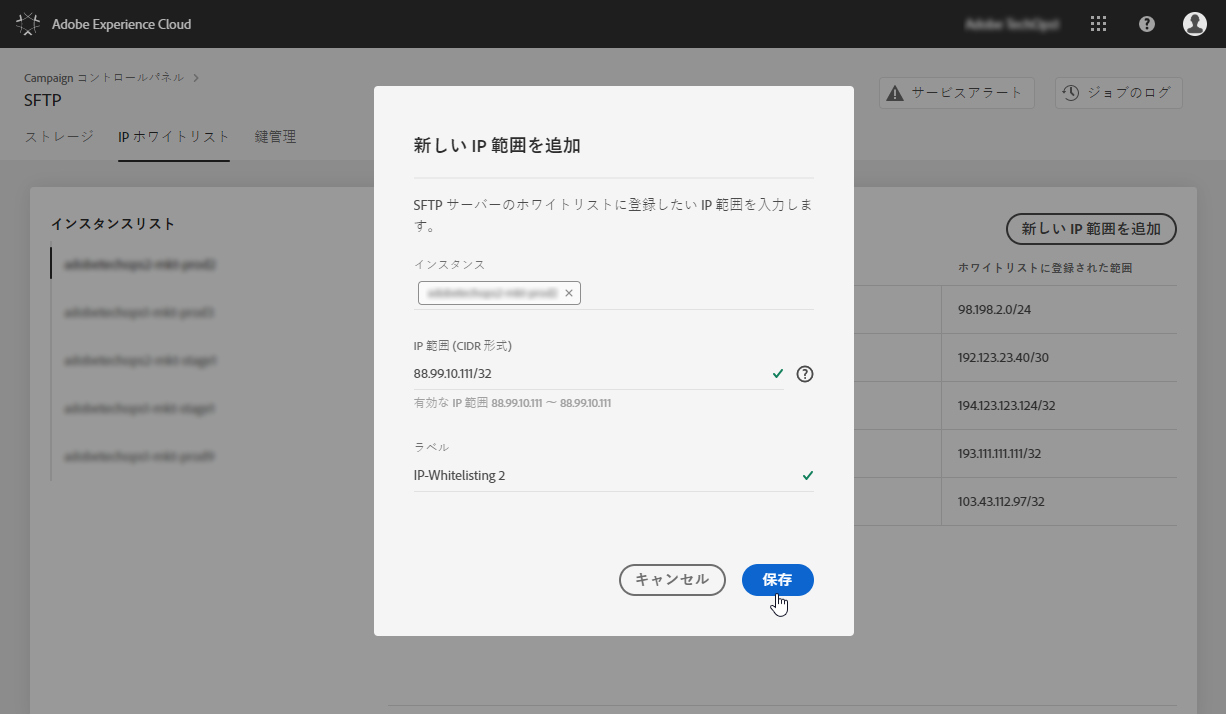 Adobe Experience Cloud
Campaign コントロールパネル
SFTP
サービスアラート
ジョブのログ
ストレージ
IP ホワイトリスト
鍵管理
インスタンスリスト
新しい IP 範囲を追加
ホワイトリストに登録された範囲
98.198.2.0/24
192.123.23.40/30
194.123.123.124/32
193.111.111.111/32
103.43.112.97/32
新しい IP 範囲を追加
SFTP サーバーのホワイトリストに登録したい IP 範囲を入力しま
す。
インスタンス
IP 範囲 (CIDR 形式)
88.99.10.111/32
有効な IP 範囲 88.99.10.111 ～ 88.99.10.111
ラベル
IP-Whitelisting 2
キャンセル
保存